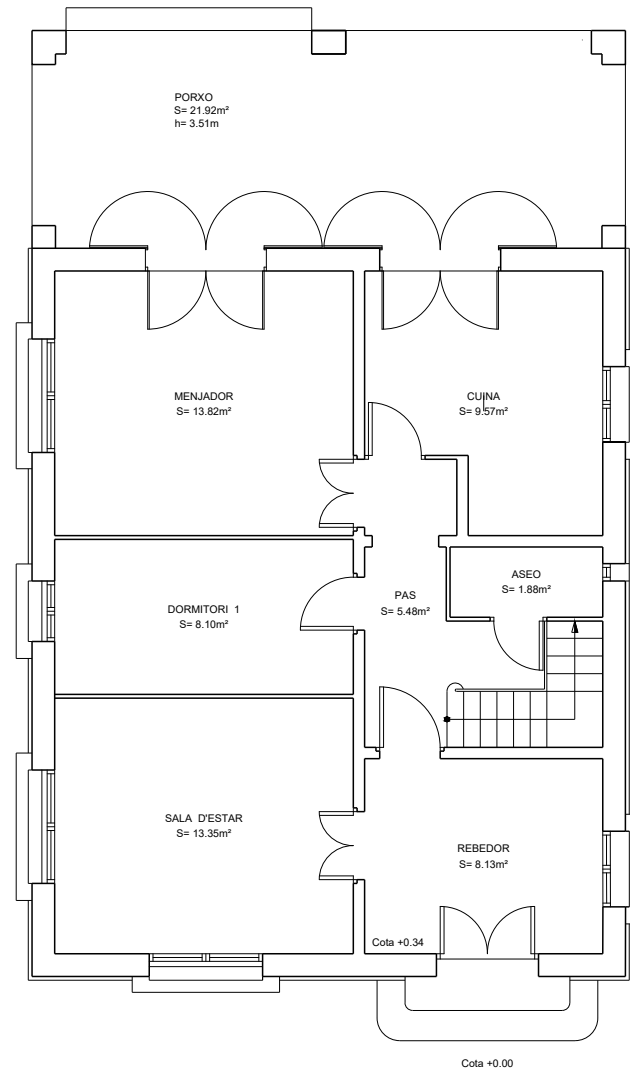 PORXO
S= 21.92m²
h= 3.51m
MENJADOR
S= 13.82m²
CUINA
S= 9.57m²
ASEO
S= 1.88m²
PAS
S= 5.48m²
DORMITORI 1
S= 8.10m²
SALA D'ESTAR
S= 13.35m²
REBEDOR
S= 8.13m²
Cota +0.34
Cota +0.00